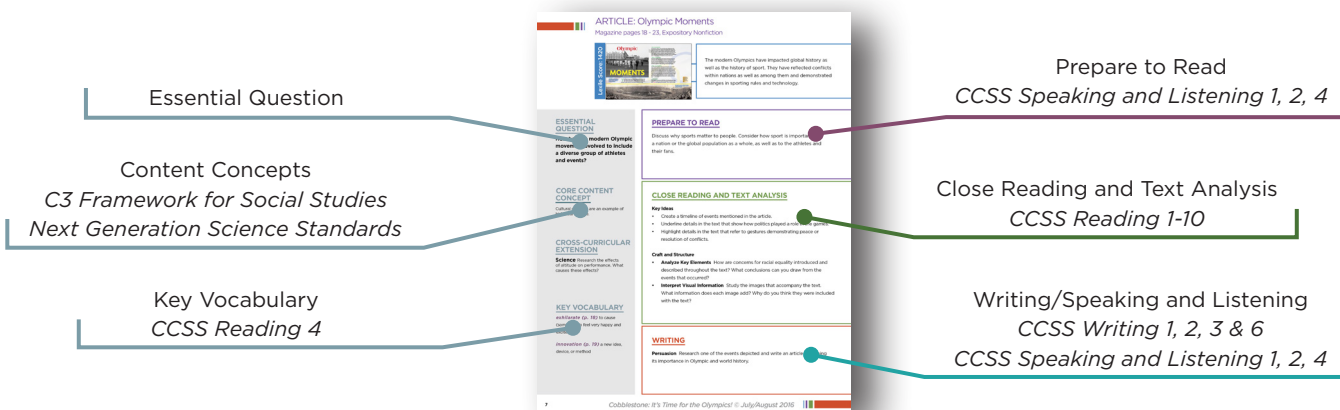 Essential Question
Content Concepts
C3 Framework for Social Studies
Next Generation Science Standards
Key Vocabulary
CCSS Reading 4
ARTICLE: Olympic Moments
Magazine pages 18 - 23, Expository Nonfiction
Lexile Score: 1420
Olympic
MOMENTS
The modern Olympics have impacted global history as
well as the history of sport. They have reflected conflicts
within nations as well as among them and demonstrated
changes in sporting rules and technology.
ESSENTIAL
QUESTION
modern Olympic
to include
a diverse group of athletes
and events?
CORE CONTENT
CONCEPT
an example of
CROSS-CURRICULAR
EXTENSION
Science Research the effects
of altitude on performance. What
causes these effects?
KEY VOCABULARY
exhilarate (p. 18) to cause
feel very happy and
innovation (p. 19) a new idea,
device, or method
PREPARE TO READ
Discuss why sports matter to people. Consider how sport is
a nation or the global population as a whole, as well as to the athletes and
their fans.
CLOSE READING AND TEXT ANALYSIS
Key Ideas
• Create a timeline of events mentioned in the article.
• Underline details in the text that show how politics played a games.
• Highlight details in the text that refer to gestures demonstrating peace or
resolution of conflicts.
Craft and Structure
• Analyze Key Elements How are concerns for racial equality introduced and
described throughout the text? What conclusions can you draw from the
events that occurred?
• Interpret Visual Information Study the images that accompany the text.
What information does each image add? Why do you think they were included
with the text?
WRITING
Persuasion Research one of the events depicted and write an article
its importance in Olympic and world history.
7
Cobblestone: It's Time for the Olympics! © July/August 2016
Prepare to Read
CCSS Speaking and Listening 1, 2, 4
Close Reading and Text Analysis
CCSS Reading 1-10
Writing/Speaking and Listening
CCSS Writing 1, 2, 3 & 6
CCSS Speaking and Listening 1, 2, 4